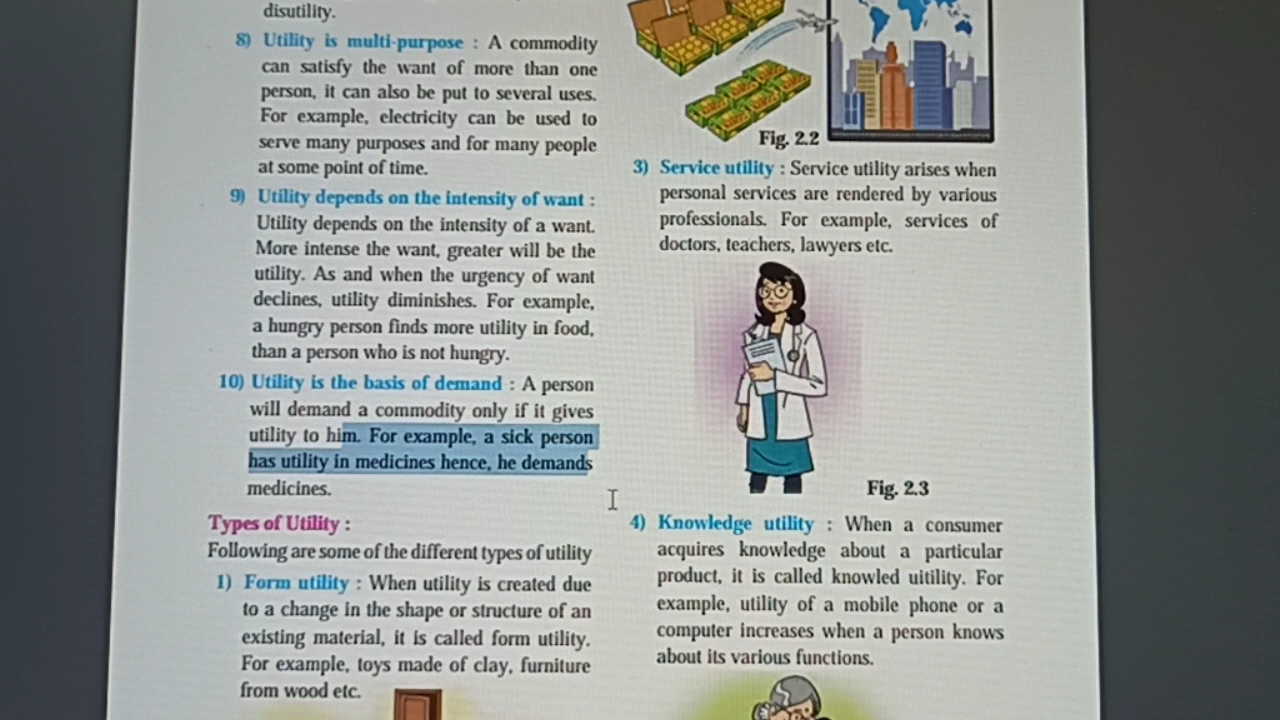 disutility.
8) Utility is multi-purpose : A commodity
can satisfy the want of more than one
person, it can also be put to several uses.
For example, electricity can be used to
serve many purposes and for many people
at some point of time.
9) Utility depends on the intensity of want :
Utility depends on the intensity of a want.
More intense the want, greater will be the
utility. As and when the urgency of want
declines, utility diminishes. For example,
a hungry person finds more utility in food,
than a person who is not hungry.
10) Utility is the basis of demand : A person
will demand a commodity only if it gives
utility to him. For example, a sick person
has utility in medicines hence, he demands
medicines.
Types of Utility :
Following are some of the different types of utility
1) Form utility : When utility is created due
to a change in the shape or structure of an
existing material, it is called form utility.
For example, toys made of clay, furniture
from wood etc.
Fig. 2.2
3) Service utility : Service utility arises when
personal services are rendered by various
professionals. For example, services of
doctors, teachers, lawyers etc.
Fig. 2.3
4) Knowledge utility : When a consumer
acquires knowledge about a particular
product, it is called knowled uitility. For
example, utility of a mobile phone or a
computer increases when a person knows
about its various functions.